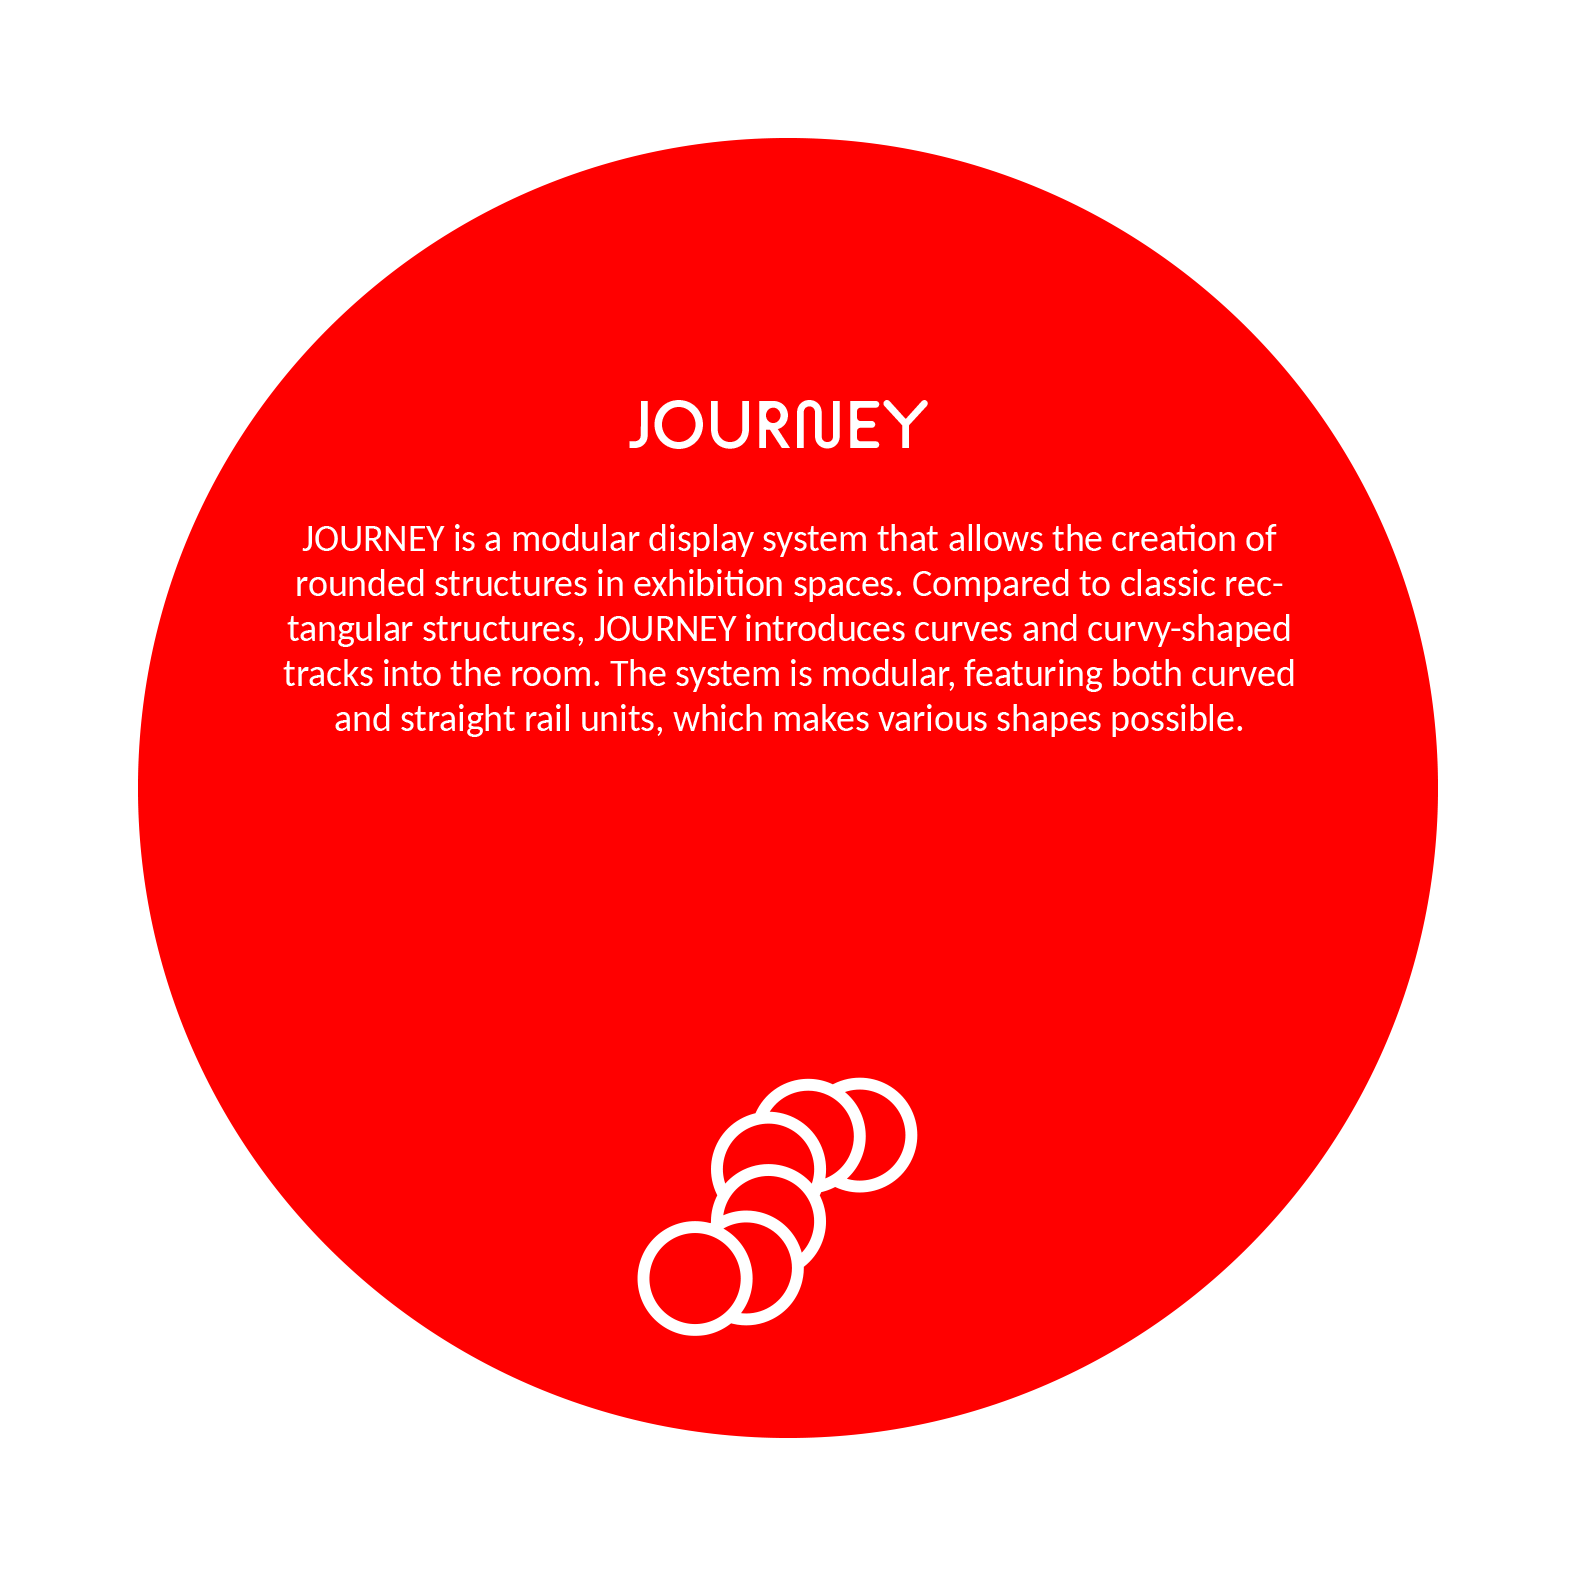 JOURNEY
JOURNEY is a modular display system that allows the creation of
rounded structures in exhibition spaces. Compared to classic rec-
tangular structures, JOURNEY introduces curves and curvy-shaped
tracks into the room. The system is modular, featuring both curved
and straight rail units, which makes various shapes possible.